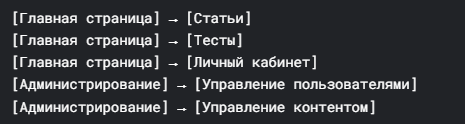 [Главная страница] → [Статьи]
[Главная страница] → [Тесты]
[Главная страница] → [Личный кабинет]
[Администрирование] → [Управление пользователями]
[Администрирование] → [Управление контентом]